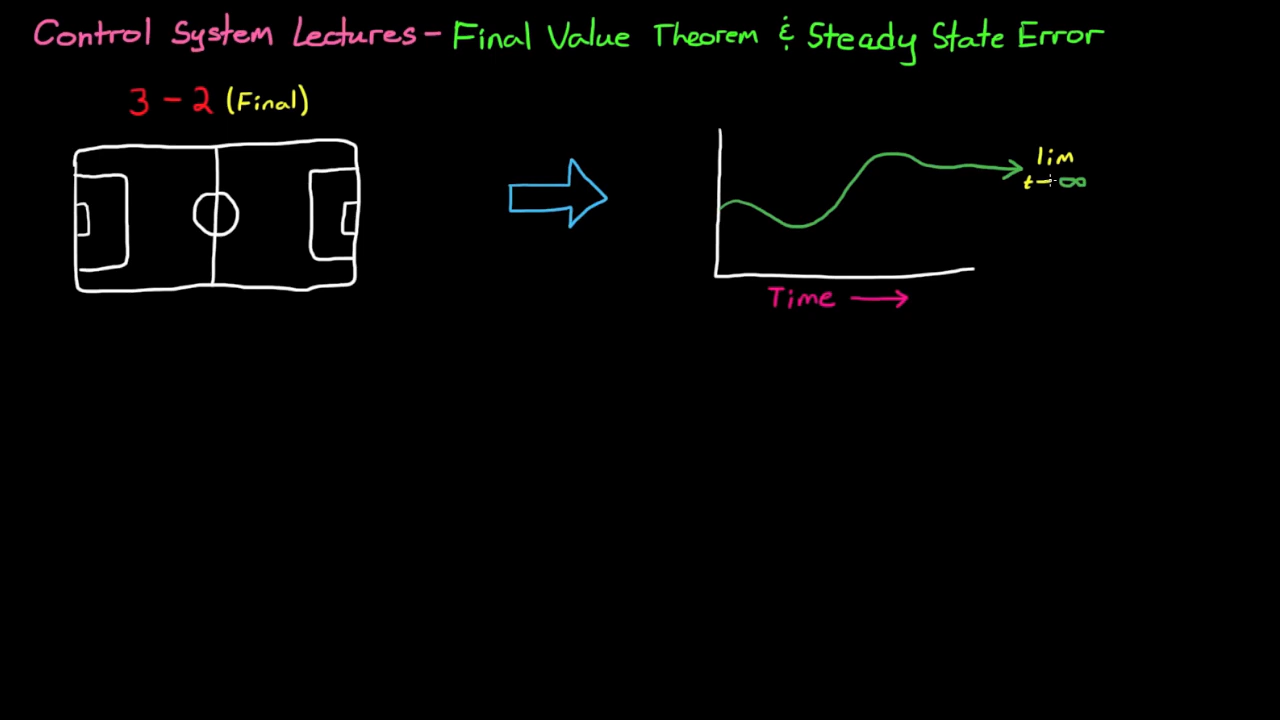 Control System Lectures - Final Value Theorem & Steady State Error
3 - 2 (Final)
lim
t → ∞
Time →